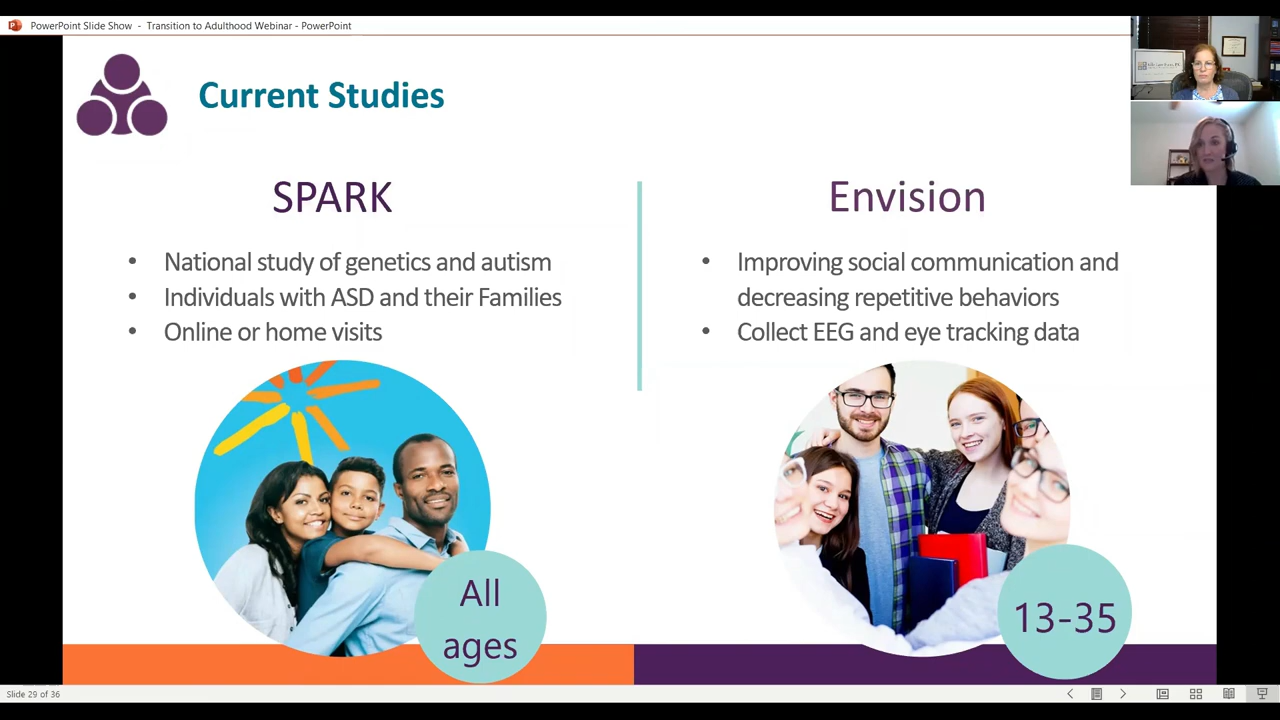 PowerPoint Slide Show - Transition to Adulthood Webinar - PowerPoint
Current Studies
SPARK
• National study of genetics and autism
• Individuals with ASD and their Families
• Online or home visits
All
ages
Envision
• Improving social communication and
decreasing repetitive behaviors
• Collect EEG and eye tracking data
13-35
Slide 29 of 36